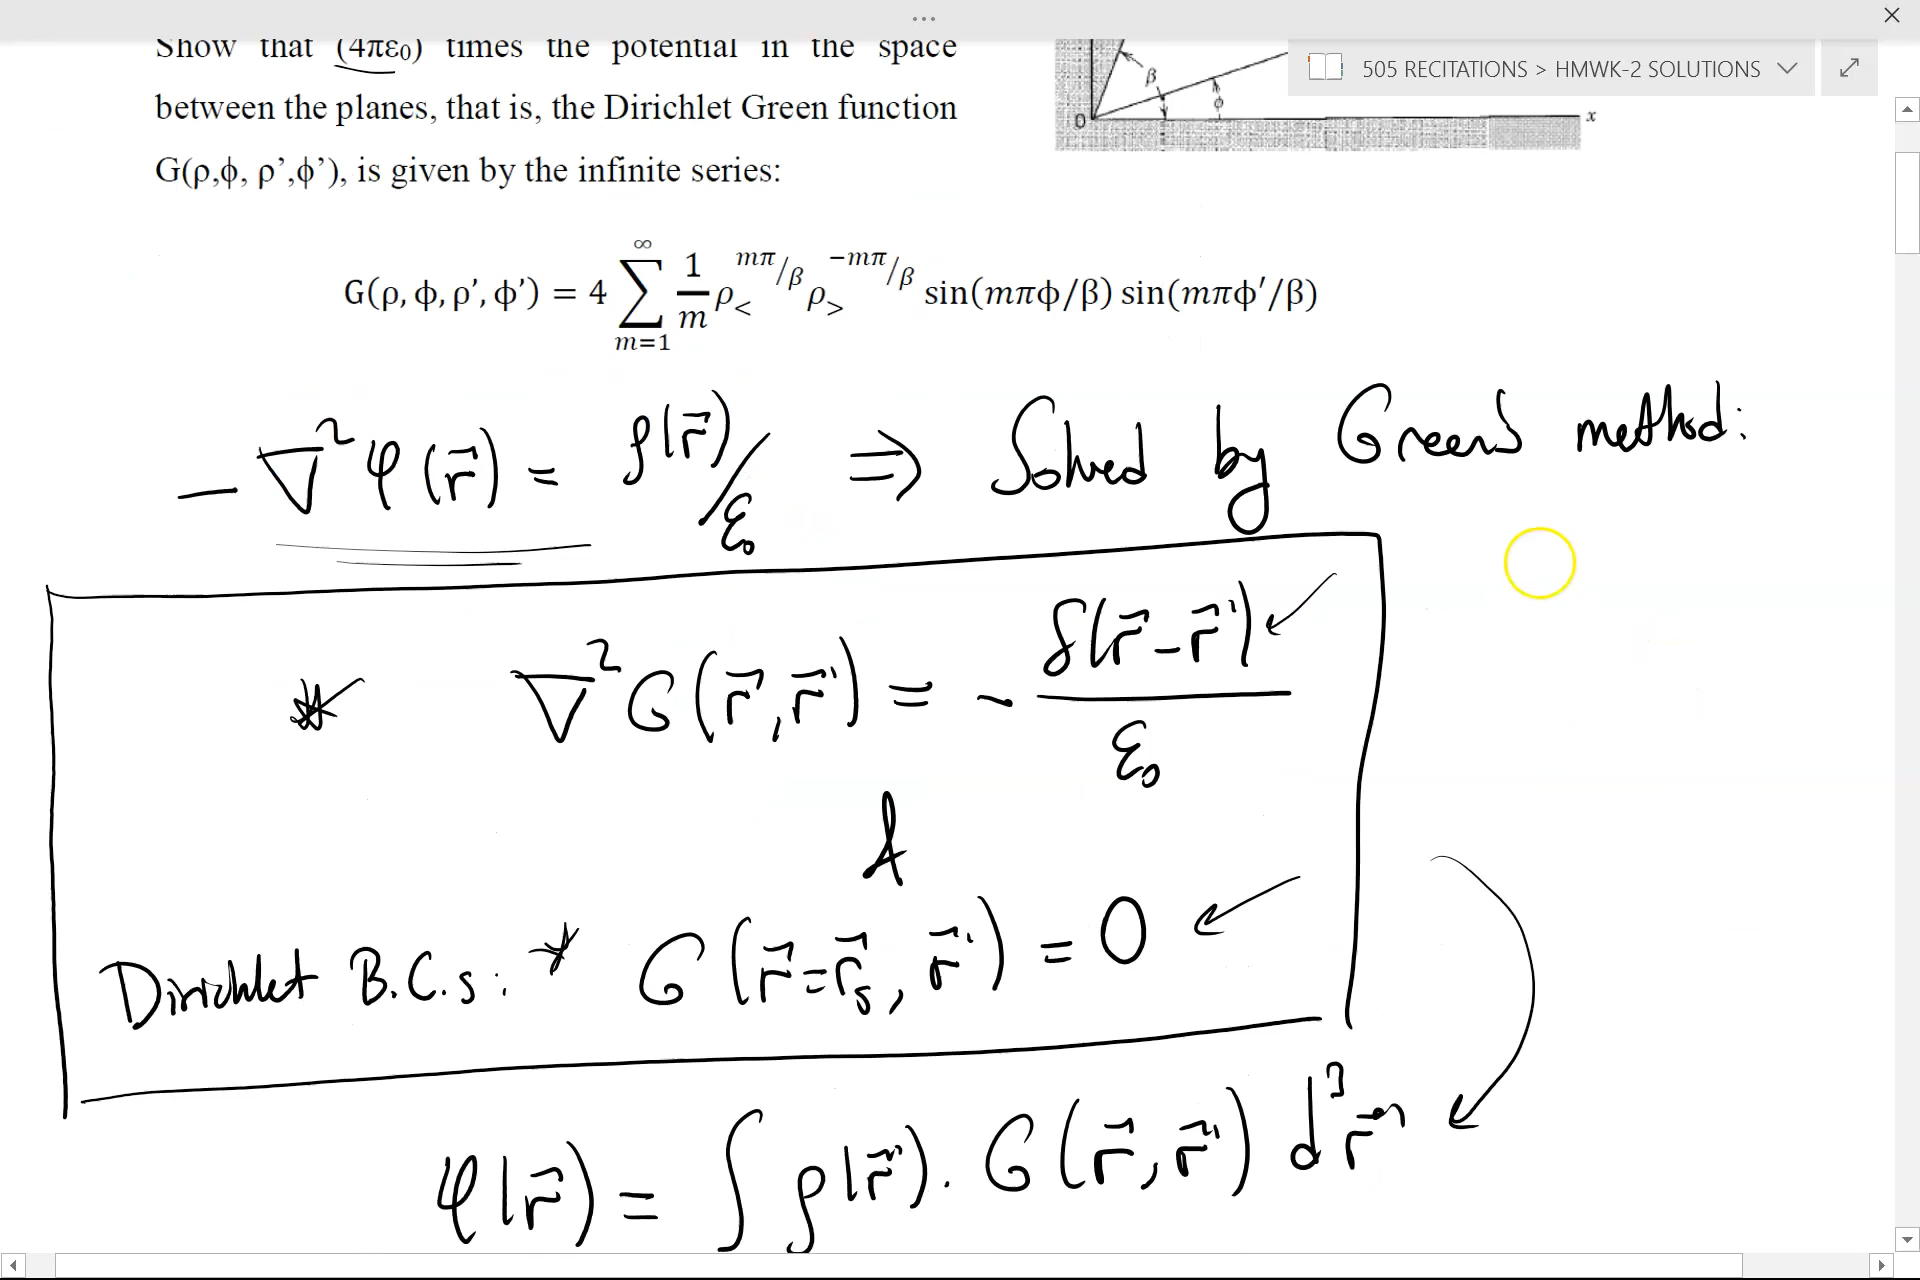 Show that (4πε₀) times the potential in the space
between the planes, that is, the Dirichlet Green function
G(ρ,ϕ, ρ’,ϕ’), is given by the infinite series:
β
ϕ
0
x
505 RECITATIONS > HMWK-2 SOLUTIONS
G(ρ, ϕ, ρ’, ϕ’) = 4 ∑_{m=1}^{∞} 1/m ρ_<^{mπ/β} ρ_>^{−mπ/β} sin(mπϕ/β) sin(mπϕ′/β)
−∇²φ(r⃗) = ρ(r⃗)/ε₀ ⇒ Solved by Green's method:
* ∇²G(r⃗, r⃗') = − δ(r⃗−r⃗')/ε₀
&
Dirichlet B.C.s: * G(r⃗=r⃗ₛ, r⃗') = 0
φ(r⃗) = ∫ρ(r⃗').G(r⃗, r⃗') d³r⃗'